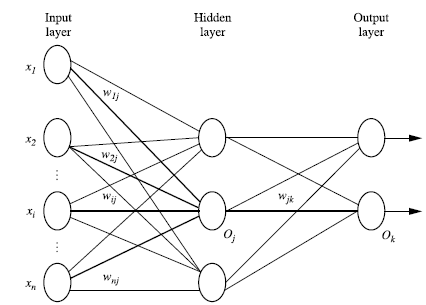 Input
layer
Hidden
layer
Output
layer
x1
w1j
x2
w2j
⋮
xi
wij
wjk
Oj
Ok
⋮
xn
wnj